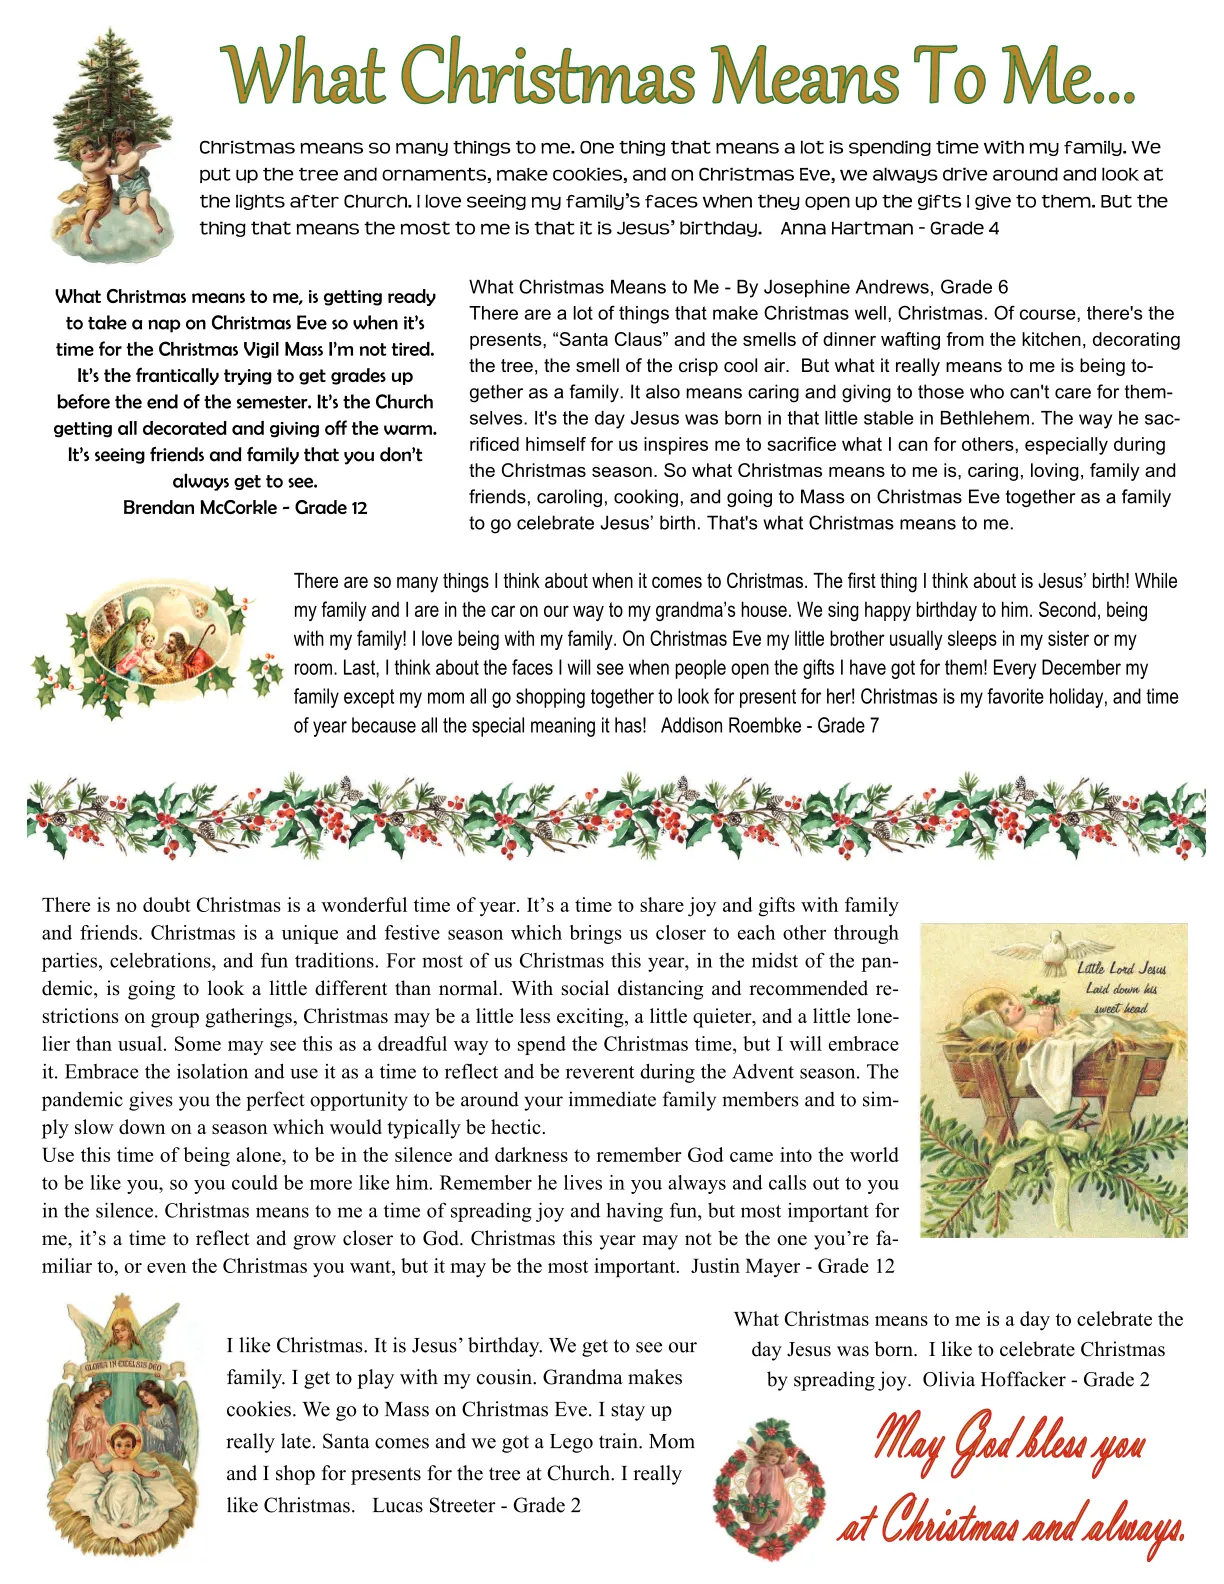 What Christmas Means To Me...
Christmas means so many things to me. One thing that means a lot is spending time with my family. We
put up the tree and ornaments, make cookies, and on Christmas Eve, we always drive around and look at
the lights after Church. I love seeing my family's faces when they open up the gifts I give to them. But the
thing that means the most to me is that it is Jesus' birthday.    Anna Hartman - Grade 4
What Christmas means to me, is getting ready
to take a nap on Christmas Eve so when it's
time for the Christmas Vigil Mass I'm not tired.
It's the frantically trying to get grades up
before the end of the semester. It's the Church
getting all decorated and giving off the warm.
It's seeing friends and family that you don't
always get to see.
Brendan McCorkle - Grade 12
What Christmas Means to Me - By Josephine Andrews, Grade 6
There are a lot of things that make Christmas well, Christmas. Of course, there's the
presents, “Santa Claus” and the smells of dinner wafting from the kitchen, decorating
the tree, the smell of the crisp cool air.  But what it really means to me is being to-
gether as a family. It also means caring and giving to those who can't care for them-
selves. It's the day Jesus was born in that little stable in Bethlehem. The way he sac-
rificed himself for us inspires me to sacrifice what I can for others, especially during
the Christmas season. So what Christmas means to me is, caring, loving, family and
friends, caroling, cooking, and going to Mass on Christmas Eve together as a family
to go celebrate Jesus’ birth. That's what Christmas means to me.
There are so many things I think about when it comes to Christmas. The first thing I think about is Jesus’ birth! While
my family and I are in the car on our way to my grandma’s house. We sing happy birthday to him. Second, being
with my family! I love being with my family. On Christmas Eve my little brother usually sleeps in my sister or my
room. Last, I think about the faces I will see when people open the gifts I have got for them! Every December my
family except my mom all go shopping together to look for present for her! Christmas is my favorite holiday, and time
of year because all the special meaning it has!   Addison Roembke - Grade 7
There is no doubt Christmas is a wonderful time of year. It’s a time to share joy and gifts with family
and friends. Christmas is a unique and festive season which brings us closer to each other through
parties, celebrations, and fun traditions. For most of us Christmas this year, in the midst of the pan-
demic, is going to look a little different than normal. With social distancing and recommended re-
strictions on group gatherings, Christmas may be a little less exciting, a little quieter, and a little lone-
lier than usual. Some may see this as a dreadful way to spend the Christmas time, but I will embrace
it. Embrace the isolation and use it as a time to reflect and be reverent during the Advent season. The
pandemic gives you the perfect opportunity to be around your immediate family members and to sim-
ply slow down on a season which would typically be hectic.
Use this time of being alone, to be in the silence and darkness to remember God came into the world
to be like you, so you could be more like him. Remember he lives in you always and calls out to you
in the silence. Christmas means to me a time of spreading joy and having fun, but most important for
me, it’s a time to reflect and grow closer to God. Christmas this year may not be the one you’re fa-
miliar to, or even the Christmas you want, but it may be the most important.  Justin Mayer - Grade 12
Little Lord Jesus
Laid down his
sweet head
GLORIA IN EXCELSIS DEO
I like Christmas. It is Jesus’ birthday. We get to see our
family. I get to play with my cousin. Grandma makes
cookies. We go to Mass on Christmas Eve. I stay up
really late. Santa comes and we got a Lego train. Mom
and I shop for presents for the tree at Church. I really
like Christmas.   Lucas Streeter - Grade 2
What Christmas means to me is a day to celebrate the
day Jesus was born.  I like to celebrate Christmas
by spreading joy.  Olivia Hoffacker - Grade 2
May God bless you
at Christmas and always.